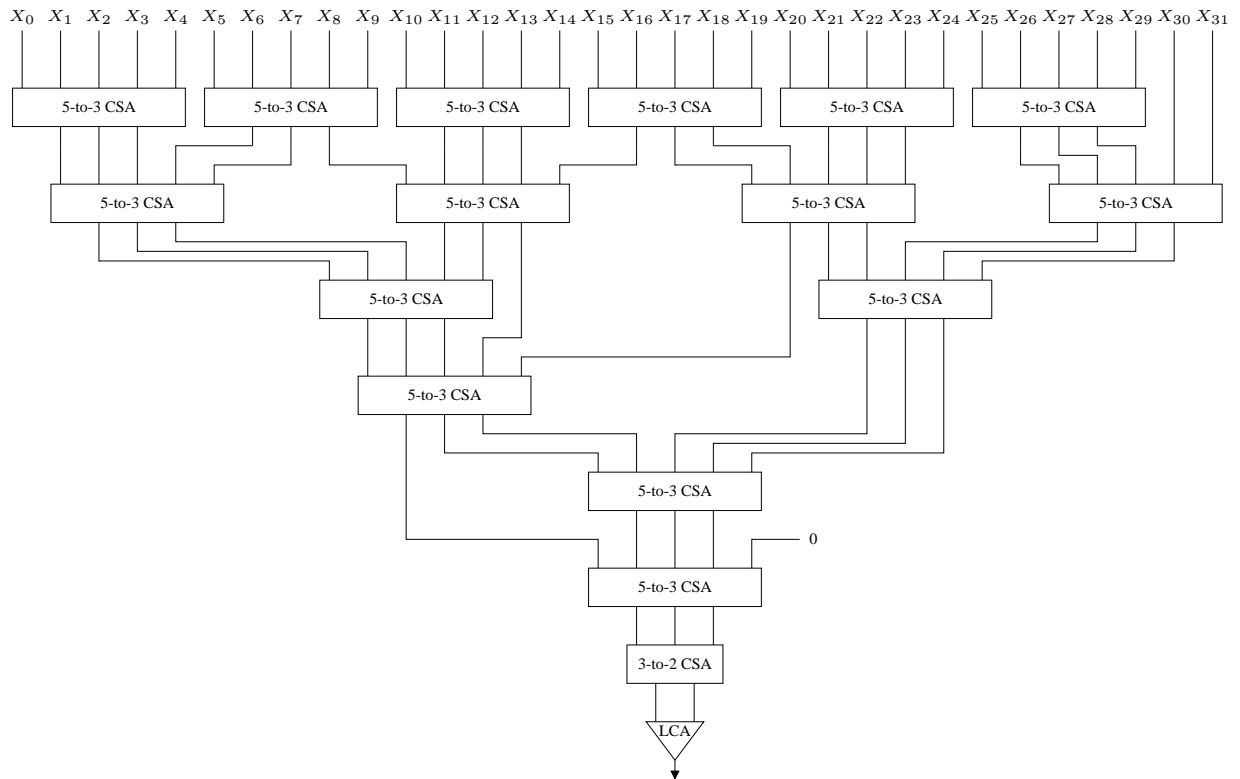 X0 X1 X2 X3 X4 X5 X6 X7 X8 X9 X10 X11 X12 X13 X14 X15 X16 X17 X18 X19 X20 X21 X22 X23 X24 X25 X26 X27 X28 X29 X30 X31
5-to-3 CSA 5-to-3 CSA 5-to-3 CSA 5-to-3 CSA 5-to-3 CSA 5-to-3 CSA
5-to-3 CSA 5-to-3 CSA 5-to-3 CSA 5-to-3 CSA
5-to-3 CSA 5-to-3 CSA
5-to-3 CSA
5-to-3 CSA
0
5-to-3 CSA
3-to-2 CSA
LCA